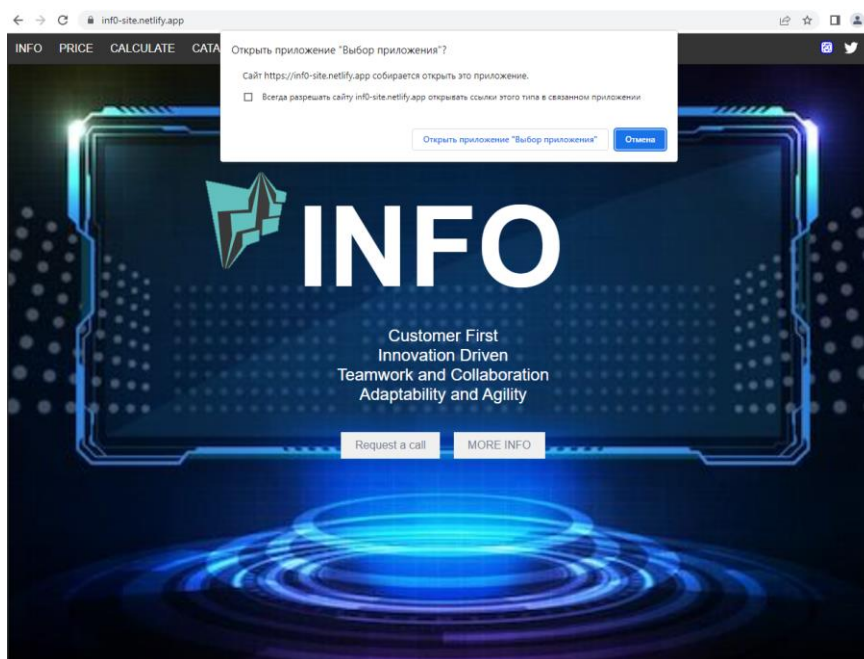 inf0-site.netlify.app
INFO PRICE CALCULATE CATA
Открыть приложение "Выбор приложения"?
Сайт https://inf0-site.netlify.app собирается открыть это приложение.
Всегда разрешать сайту inf0-site.netlify.app открывать ссылки этого типа в связанном приложении
Открыть приложение "Выбор приложения" Отмена
INFO
Customer First
Innovation Driven
Teamwork and Collaboration
Adaptability and Agility
Request a call MORE INFO